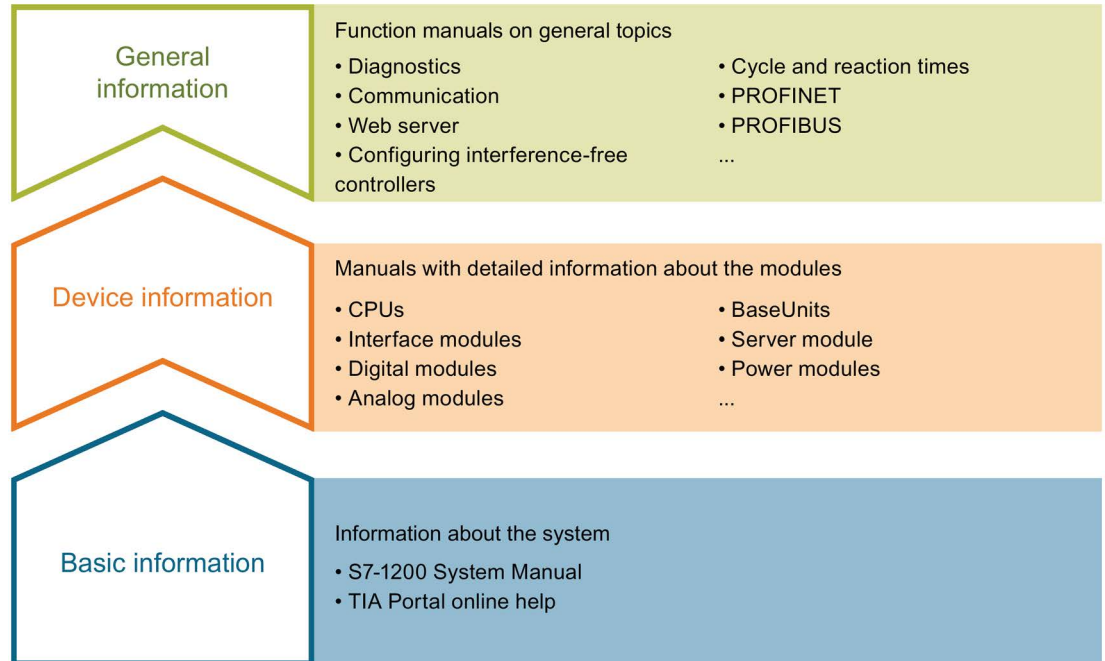 General
information
Function manuals on general topics
• Diagnostics
• Communication
• Web server
• Configuring interference-free
controllers
• Cycle and reaction times
• PROFINET
• PROFIBUS
...
Device information
Manuals with detailed information about the modules
• CPUs
• Interface modules
• Digital modules
• Analog modules
• BaseUnits
• Server module
• Power modules
...
Basic information
Information about the system
• S7-1200 System Manual
• TIA Portal online help